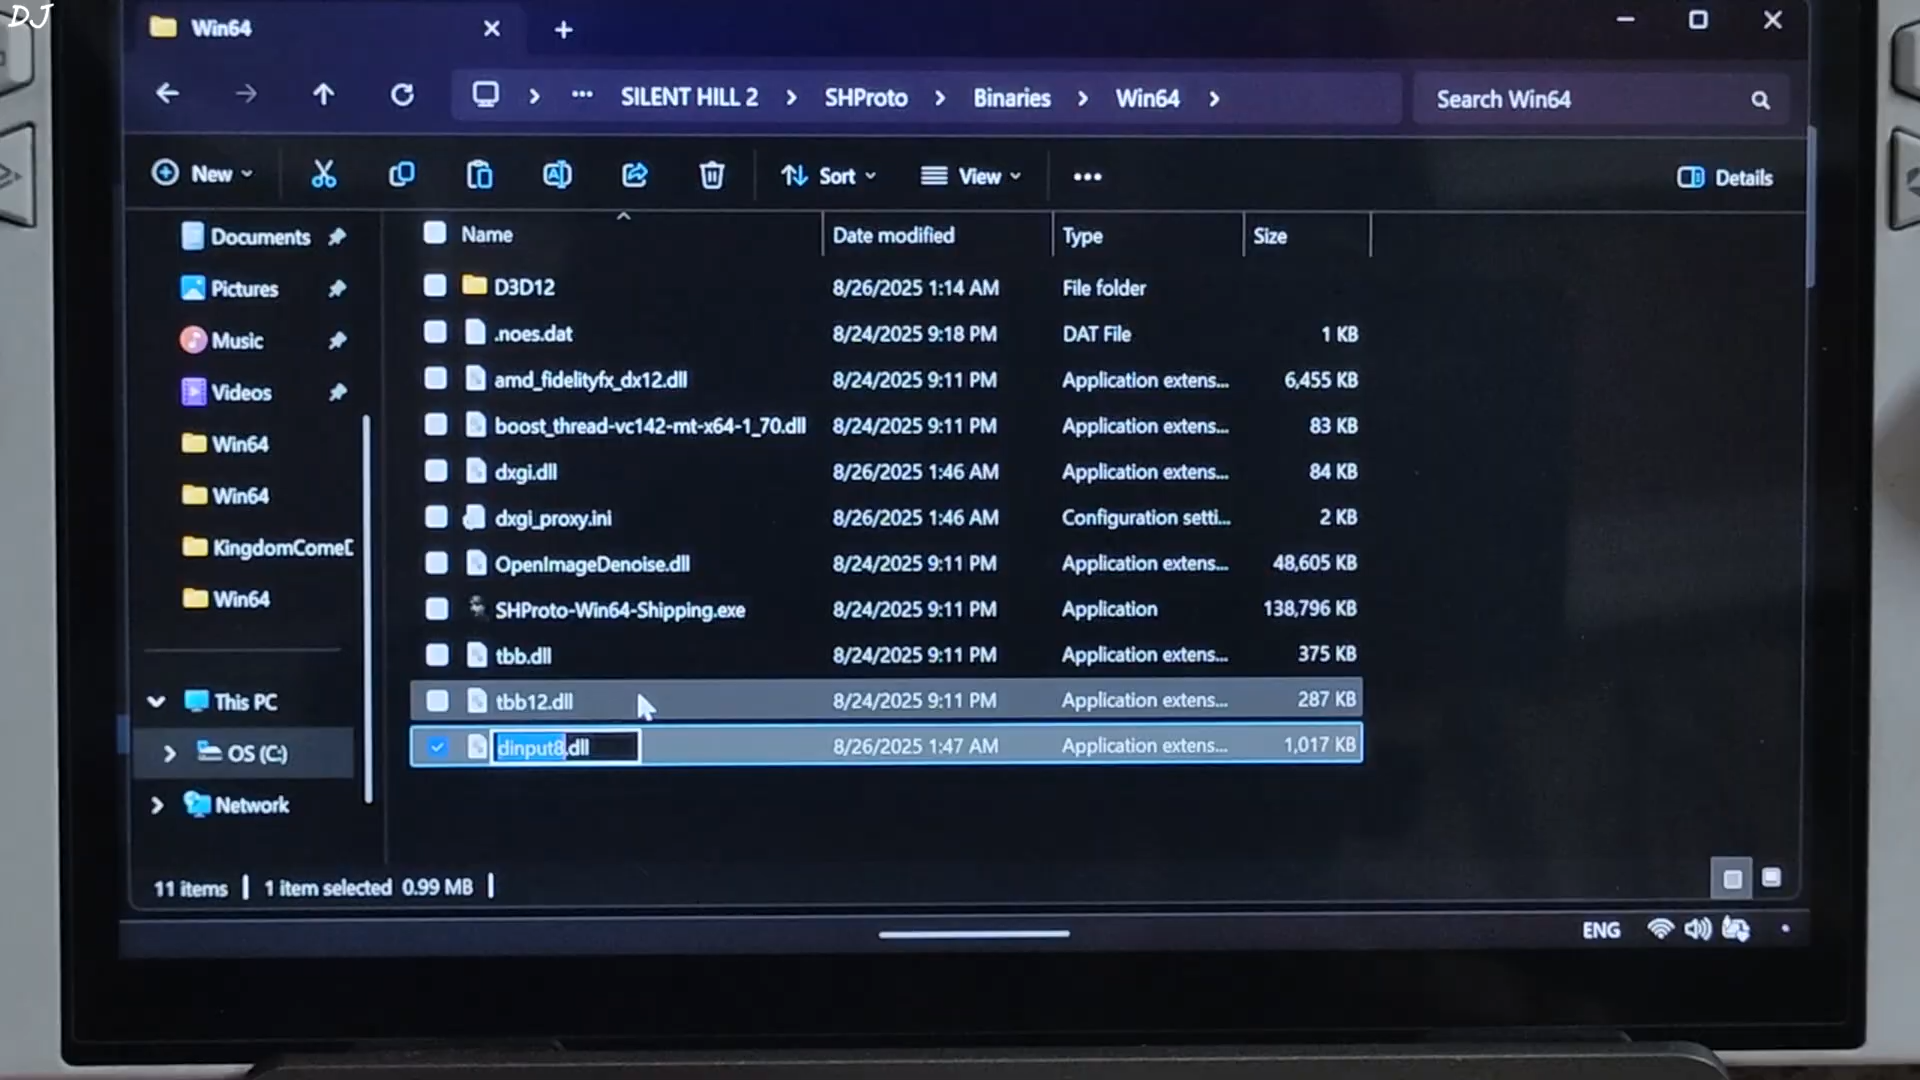 DJ
Win64
SILENT HILL 2 SHProto Binaries Win64 Search Win64
New Sort View Details
Name Date modified Type Size
Documents
Pictures
Music
Videos
Win64
Win64
KingdomCome
Win64
This PC
OS (C:)
Network
D3D12 8/26/2025 1:14 AM File folder
.noes.dat 8/24/2025 9:18 PM DAT File 1 KB
amd_fidelityfx_dx12.dll 8/24/2025 9:11 PM Application extens... 6,455 KB
boost_thread-vc142-mt-x64-1_70.dll 8/24/2025 9:11 PM Application extens... 83 KB
dxgi.dll 8/26/2025 1:46 AM Application extens... 84 KB
dxgi_proxy.ini 8/26/2025 1:46 AM Configuration setti... 2 KB
OpenImageDenoise.dll 8/24/2025 9:11 PM Application extens... 48,605 KB
SHProto-Win64-Shipping.exe 8/24/2025 9:11 PM Application 138,796 KB
tbb.dll 8/24/2025 9:11 PM Application extens... 375 KB
tbb12.dll 8/24/2025 9:11 PM Application extens... 287 KB
dinput8.dll 8/26/2025 1:47 AM Application extens... 1,017 KB
11 items 1 item selected 0.99 MB
ENG